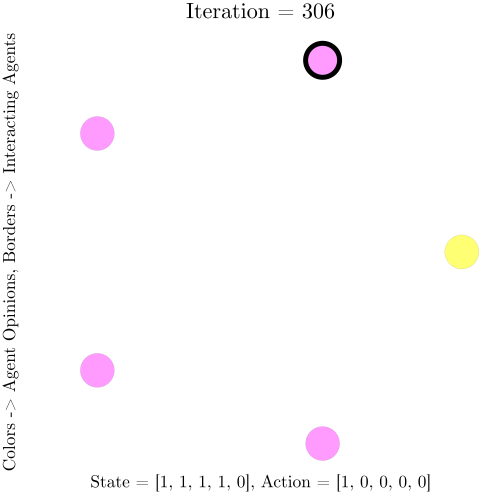 Iteration = 306
Colors -> Agent Opinions, Borders -> Interacting Agents
State = [1, 1, 1, 1, 0], Action = [1, 0, 0, 0, 0]